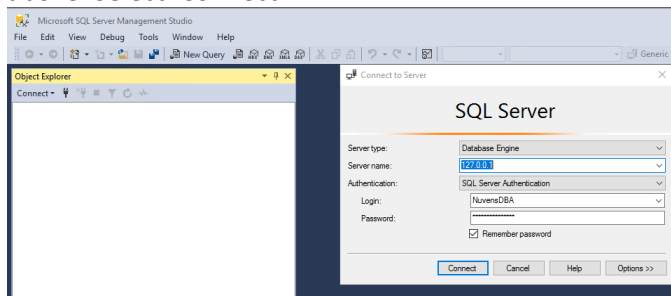 Microsoft SQL Server Management Studio
File Edit View Debug Tools Window Help
New Query Generic
Object Explorer
Connect
Connect to Server
SQL Server
Server type: Database Engine
Server name: 127.0.0.1
Authentication: SQL Server Authentication
Login: NuvensDBA
Password: ***************
Remember password
Connect Cancel Help Options >>